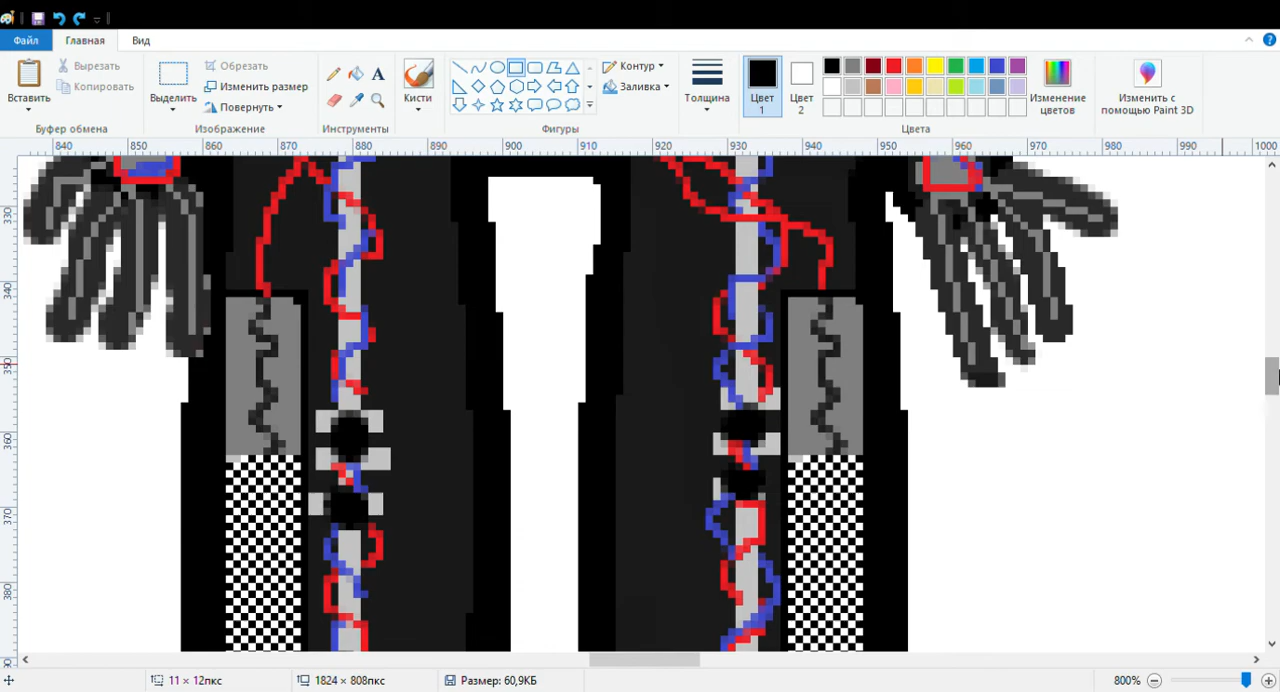 Файл Главная Вид
Вставить
Вырезать
Копировать
Буфер обмена
Выделить
Обрезать
Изменить размер
Повернуть
Изображение
A
Инструменты
Кисти
Контур
Заливка
Фигуры
Толщина
Цвет 1
Цвет 2
Изменение цветов
Цвета
Изменить с помощью Paint 3D
840 850 860 870 880 890 900 910 920 930 940 950 960 970 980 990 1000
330
340
350
360
370
380
390
11 × 12пкс
1824 × 808пкс
Размер: 60,9КБ
800%